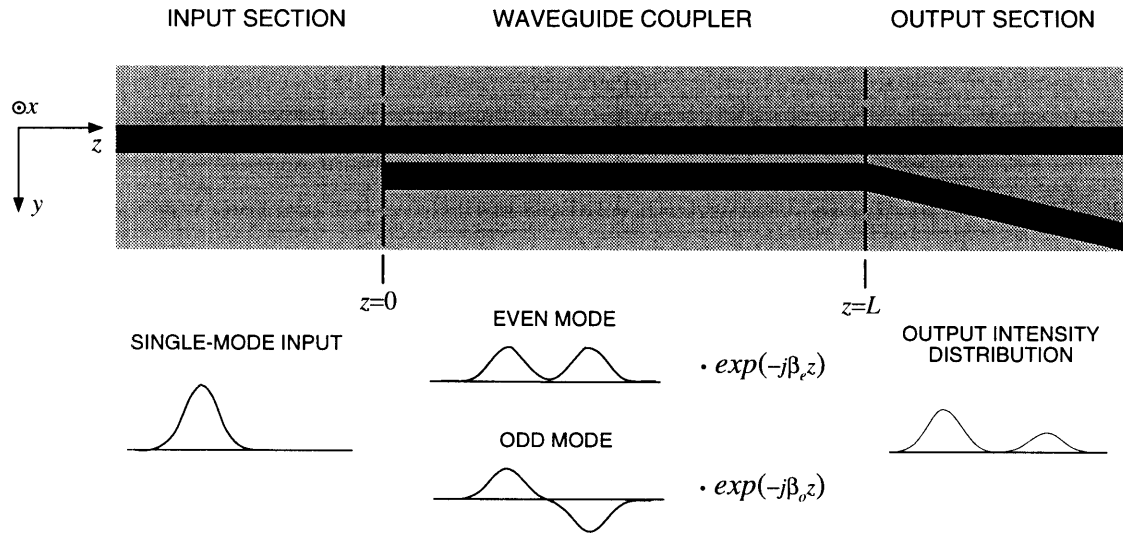 INPUT SECTION
WAVEGUIDE COUPLER
OUTPUT SECTION
⊙x
z
y
z=0
z=L
SINGLE-MODE INPUT
EVEN MODE
· exp(-jβₑz)
ODD MODE
· exp(-jβₒz)
OUTPUT INTENSITY
DISTRIBUTION